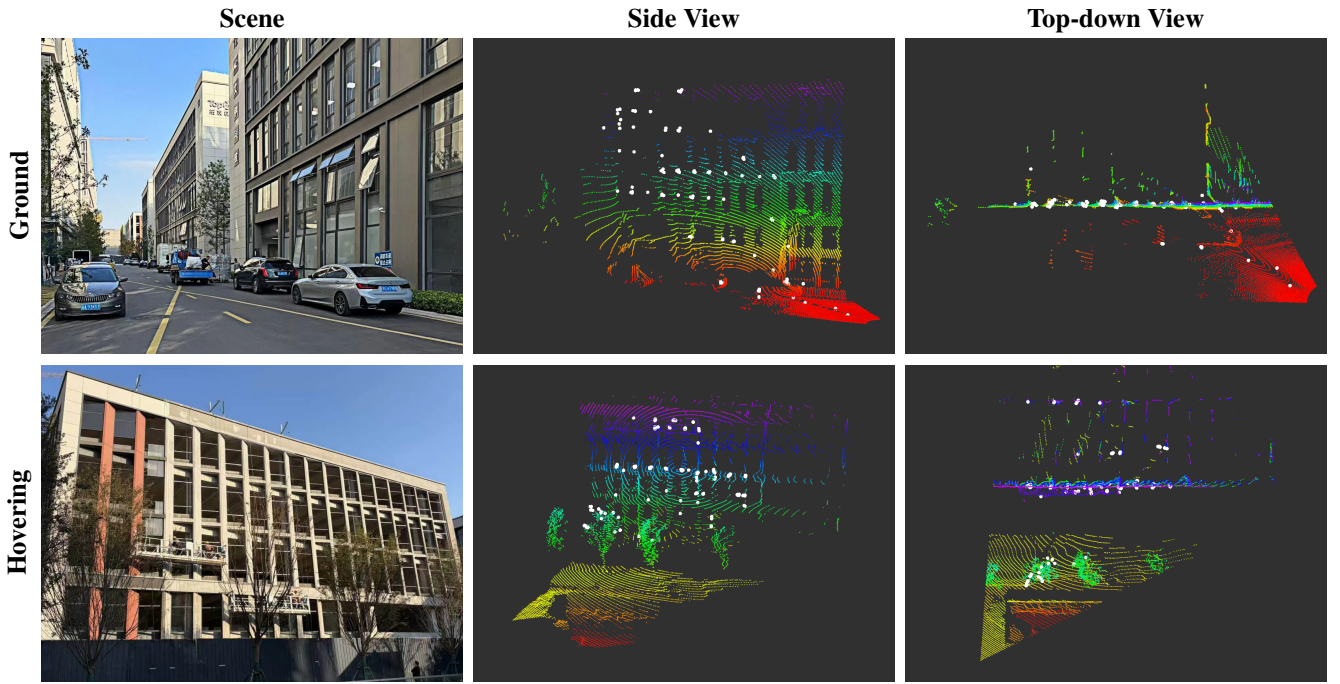 Scene
Side View
Top-down View
Ground
Hovering